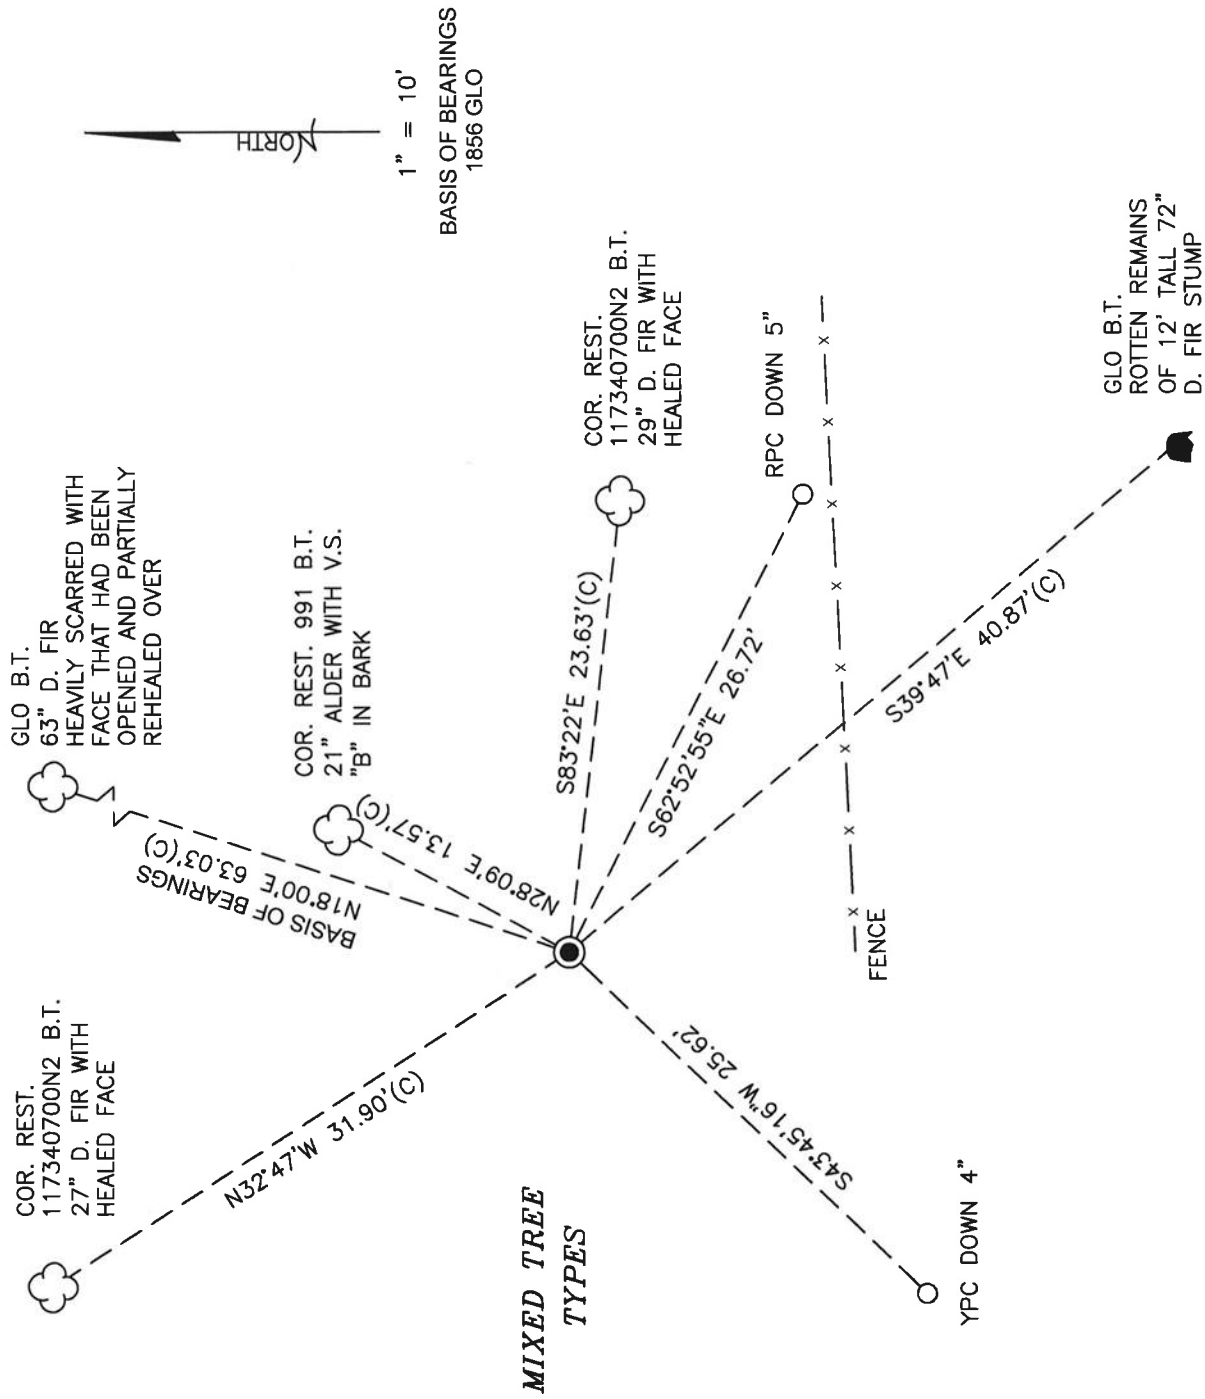 GLO B.T.
63" D. FIR
HEAVILY SCARRED WITH
FACE THAT HAD BEEN
OPENED AND PARTIALLY
REHEALED OVER
NORTH
1" = 10'
BASIS OF BEARINGS
1856 GLO
COR. REST.
117340700N2 B.T.
27" D. FIR WITH
HEALED FACE
BASIS OF BEARINGS
N18°00'E 63.03'(C)
COR. REST. 991 B.T.
21" ALDER WITH V.S.
"B" IN BARK
N28°09'E 13.57'(C)
COR. REST.
117340700N2 B.T.
29" D. FIR WITH
HEALED FACE
N32°47'W 31.90'(C)
S83°22'E 23.63'(C)
RPC DOWN 5"
S62°52'55"E 26.72'
x x x x x x x x
FENCE
S39°47'E 40.87'(C)
S43°45'16"W 25.62'
MIXED TREE
TYPES
YPC DOWN 4"
GLO B.T.
ROTTEN REMAINS
OF 12' TALL 72"
D. FIR STUMP